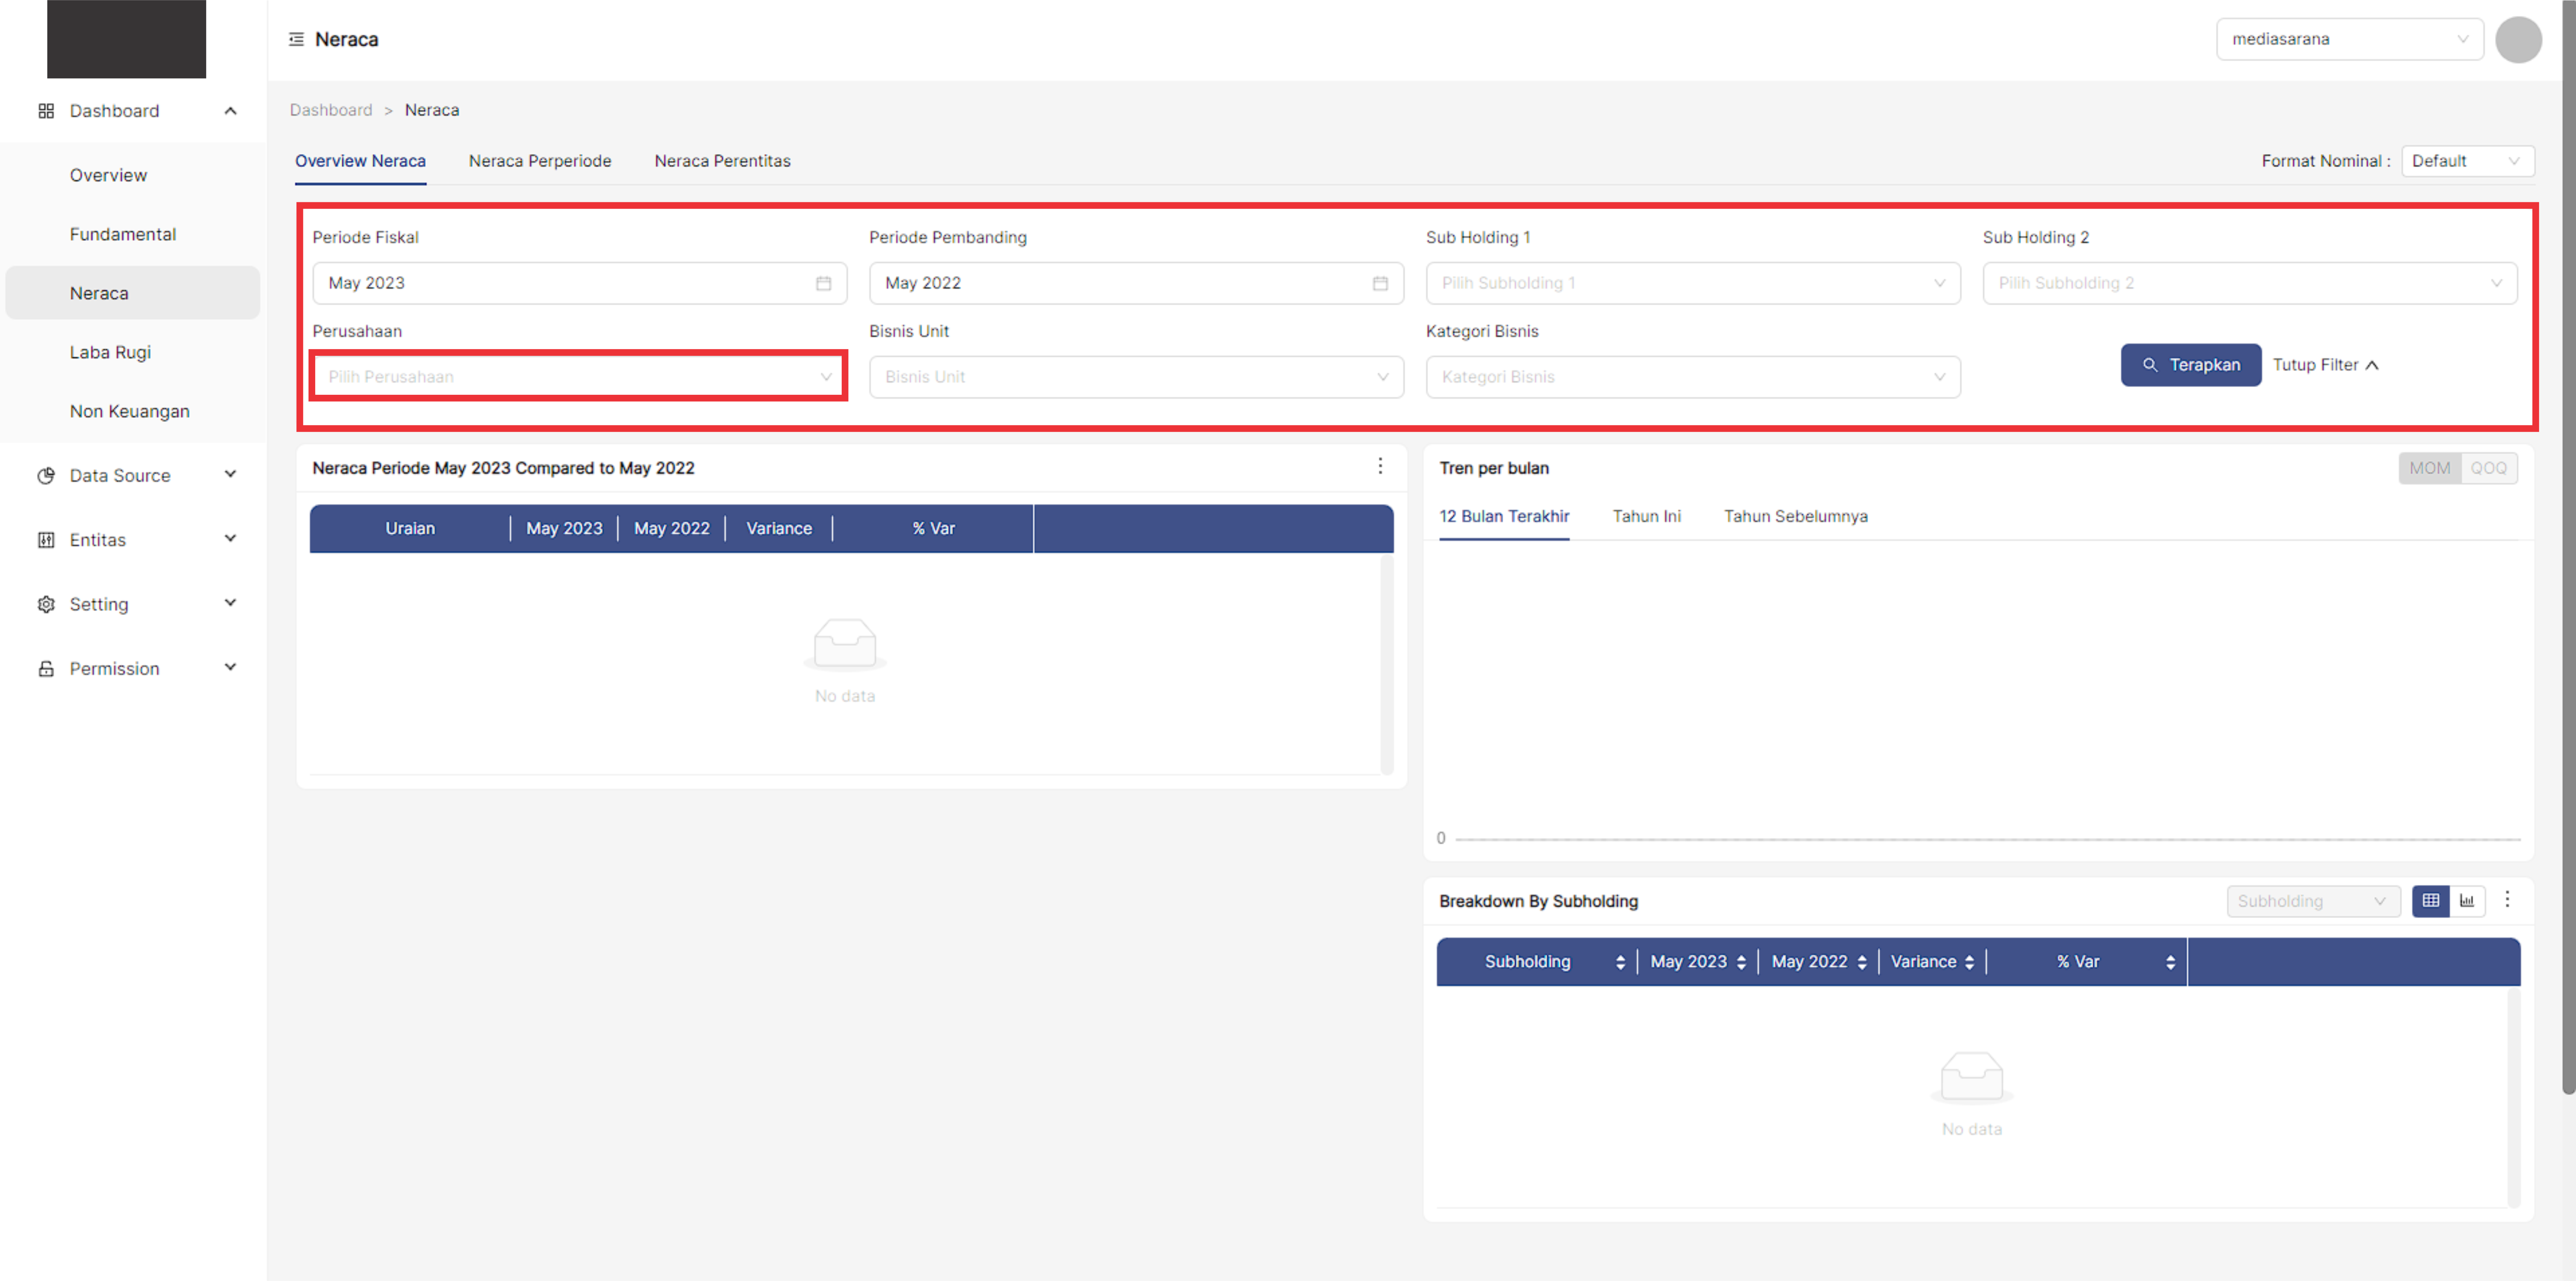 Neraca
mediasarana
Dashboard
Overview
Fundamental
Neraca
Laba Rugi
Non Keuangan
Data Source
Entitas
Setting
Permission
Dashboard > Neraca
Overview Neraca Neraca Perperiode Neraca Perentitas
Format Nominal : Default
Periode Fiskal Periode Pembanding Sub Holding 1 Sub Holding 2
May 2023 May 2022 Pilih Subholding 1 Pilih Subholding 2
Perusahaan Bisnis Unit Kategori Bisnis
Pilih Perusahaan Bisnis Unit Kategori Bisnis
Terapkan Tutup Filter
Neraca Periode May 2023 Compared to May 2022
Uraian May 2023 May 2022 Variance % Var
No data
Tren per bulan
MOM QOQ
12 Bulan Terakhir Tahun Ini Tahun Sebelumnya
0
Breakdown By Subholding
Subholding
Subholding May 2023 May 2022 Variance % Var
No data